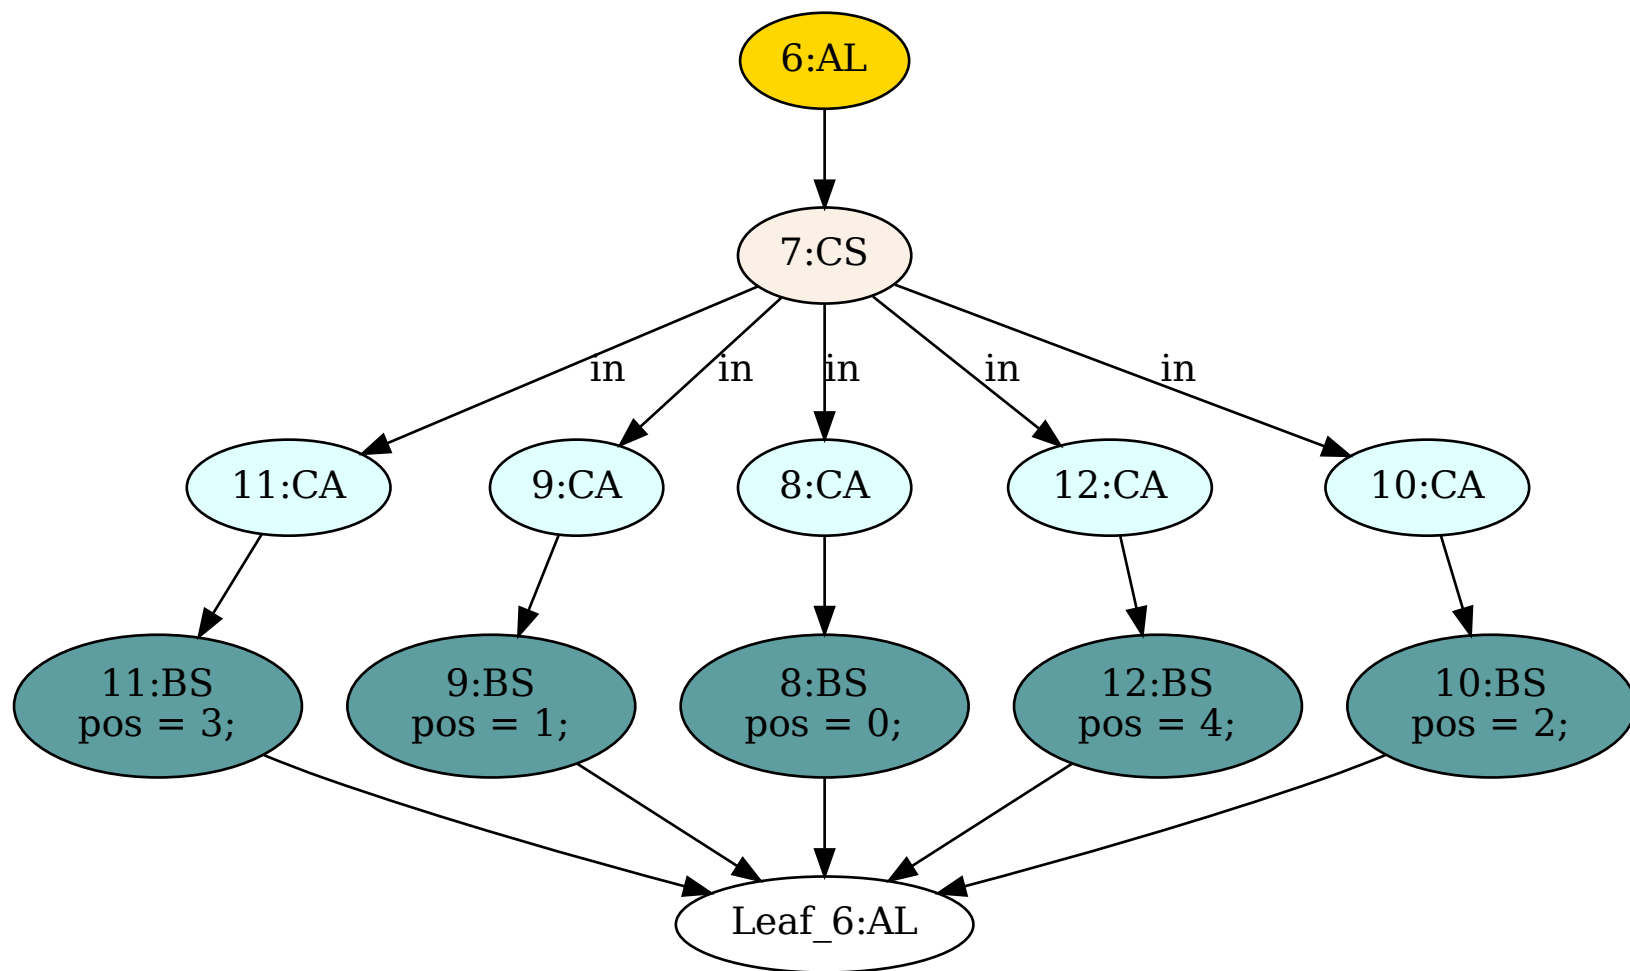 6:AL
7:CS
in in in in in
11:CA 9:CA 8:CA 12:CA 10:CA
11:BS
pos = 3;
9:BS
pos = 1;
8:BS
pos = 0;
12:BS
pos = 4;
10:BS
pos = 2;
Leaf_6:AL